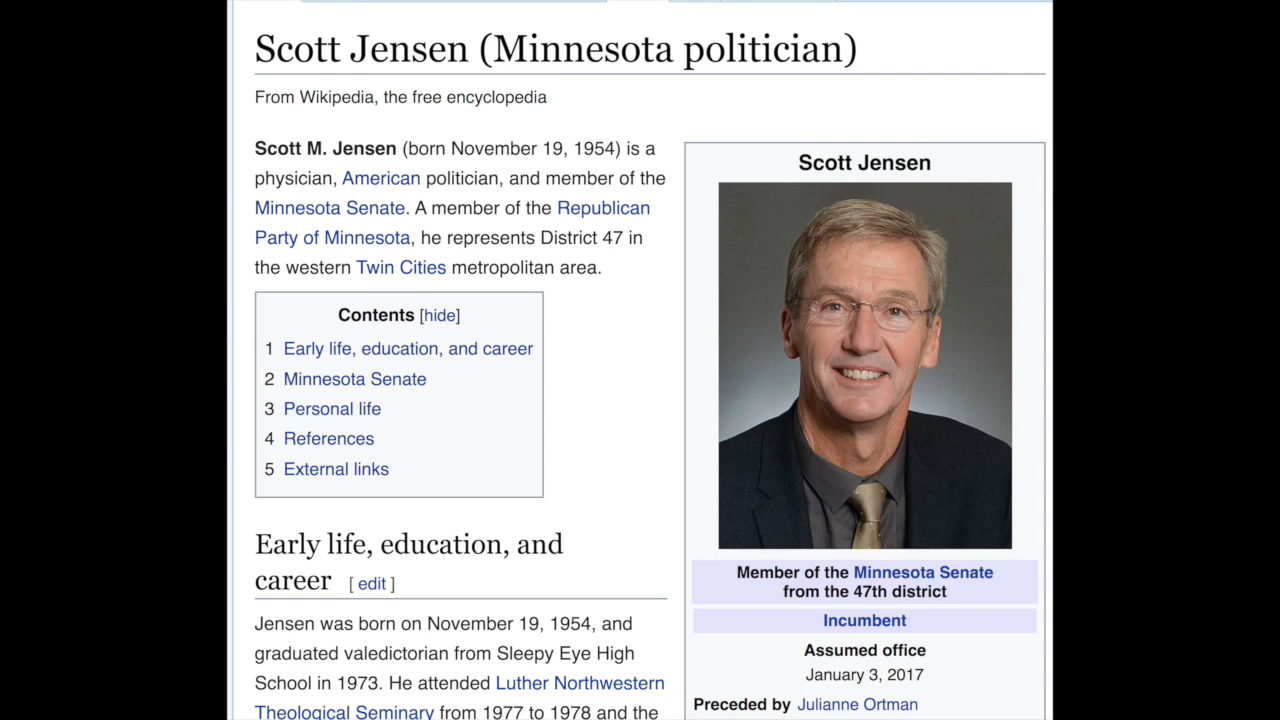 Scott Jensen (Minnesota politician)
From Wikipedia, the free encyclopedia
Scott M. Jensen (born November 19, 1954) is a
physician, American politician, and member of the
Minnesota Senate. A member of the Republican
Party of Minnesota, he represents District 47 in
the western Twin Cities metropolitan area.
Contents [hide]
1 Early life, education, and career
2 Minnesota Senate
3 Personal life
4 References
5 External links
Early life, education, and
career [ edit ]
Jensen was born on November 19, 1954, and
graduated valedictorian from Sleepy Eye High
School in 1973. He attended Luther Northwestern
Theological Seminary from 1977 to 1978 and the
Scott Jensen
Member of the Minnesota Senate
from the 47th district
Incumbent
Assumed office
January 3, 2017
Preceded by Julianne Ortman